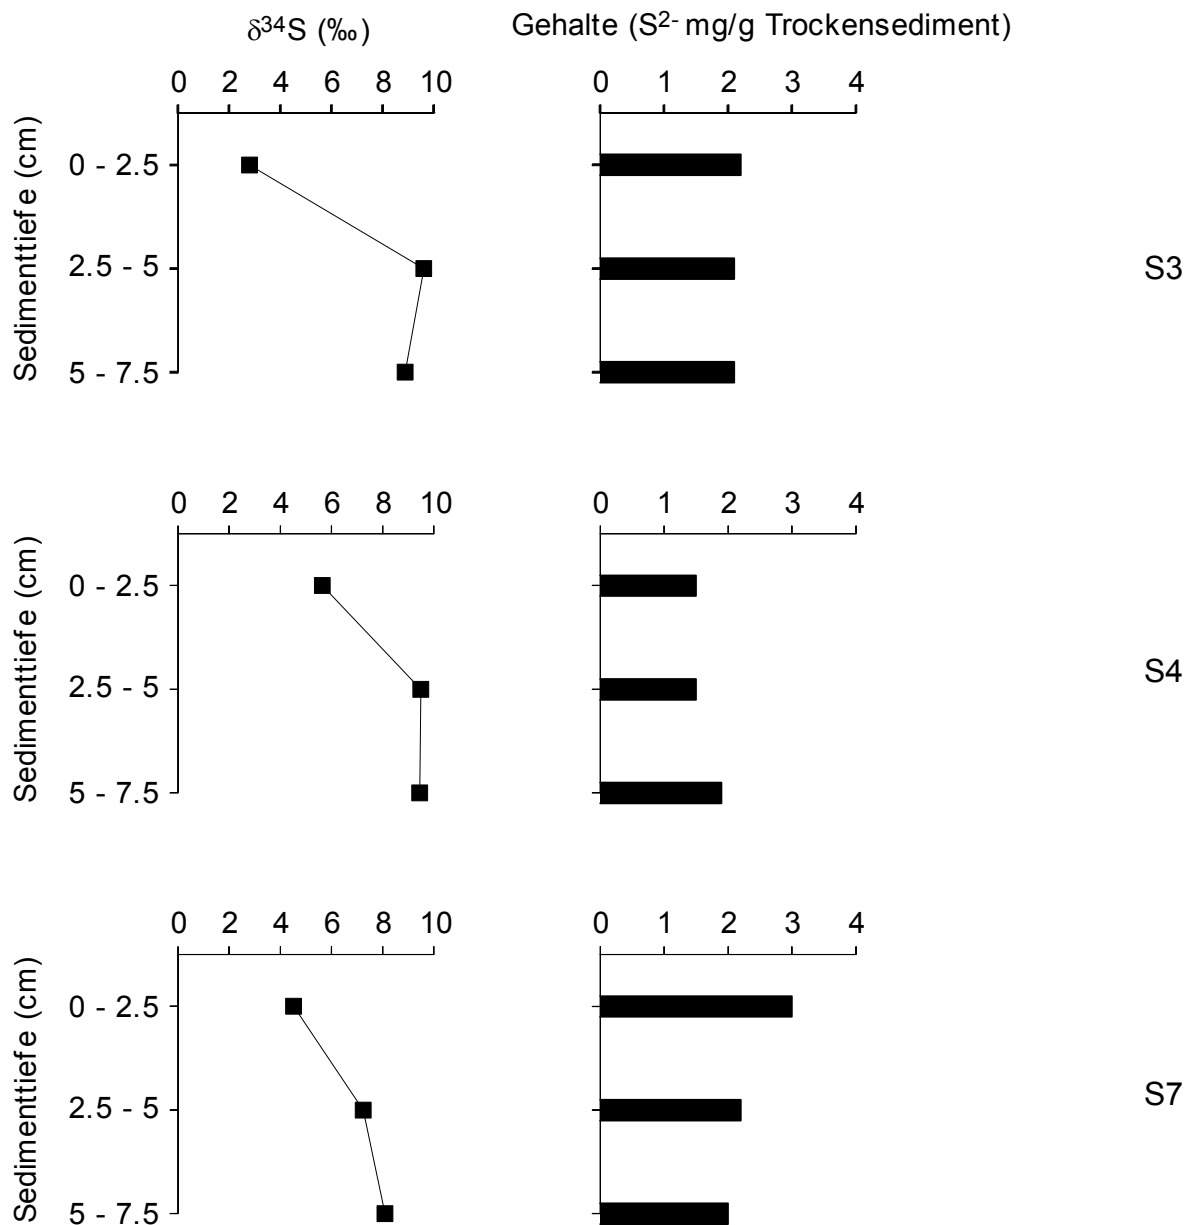 δ³⁴S (‰) Gehalte (S²⁻ mg/g Trockensediment)
0 2 4 6 8 10 0 1 2 3 4
Sedimenttiefe (cm)
0 - 2.5
2.5 - 5
5 - 7.5
S3
0 2 4 6 8 10 0 1 2 3 4
Sedimenttiefe (cm)
0 - 2.5
2.5 - 5
5 - 7.5
S4
0 2 4 6 8 10 0 1 2 3 4
Sedimenttiefe (cm)
0 - 2.5
2.5 - 5
5 - 7.5
S7